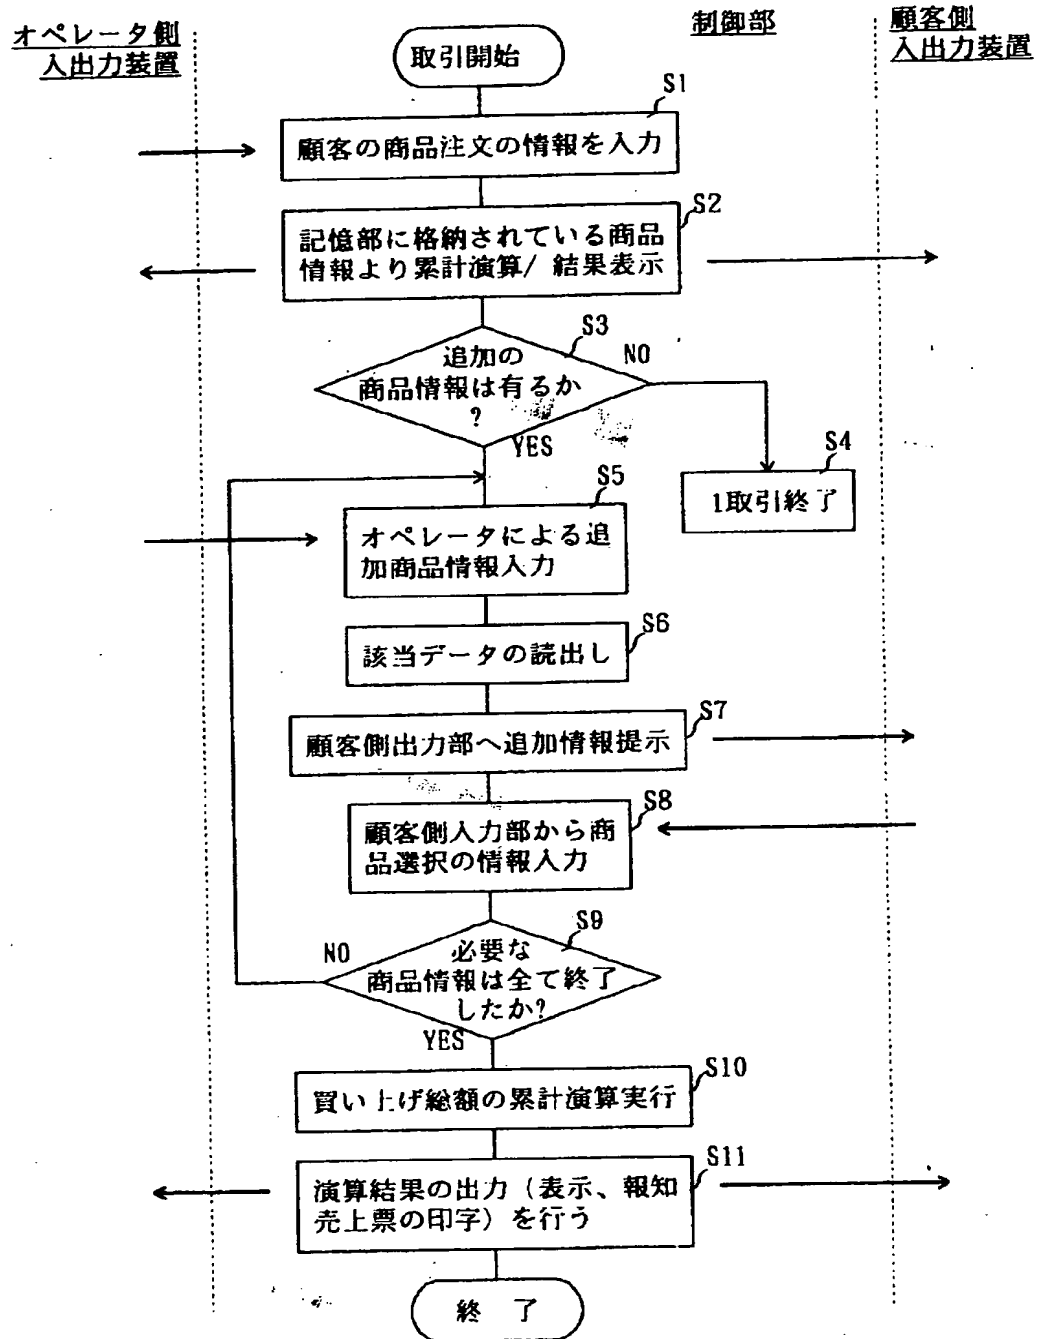 オペレータ側
入出力装置
制御部
顧客側
入出力装置
取引開始
S1
顧客の商品注文の情報を入力
S2
記憶部に格納されている商品
情報より累計演算/ 結果表示
S3
追加の
商品情報は有るか
?
NO
YES
S4
1取引終了
S5
オペレータによる追
加商品情報入力
S6
該当データの読出し
S7
顧客側出力部へ追加情報提示
S8
顧客側入力部から商
品選択の情報入力
S9
必要な
商品情報は全て終了
したか?
NO
YES
S10
買い上げ総額の累計演算実行
S11
演算結果の出力（表示、報知
売上票の印字）を行う
終 了